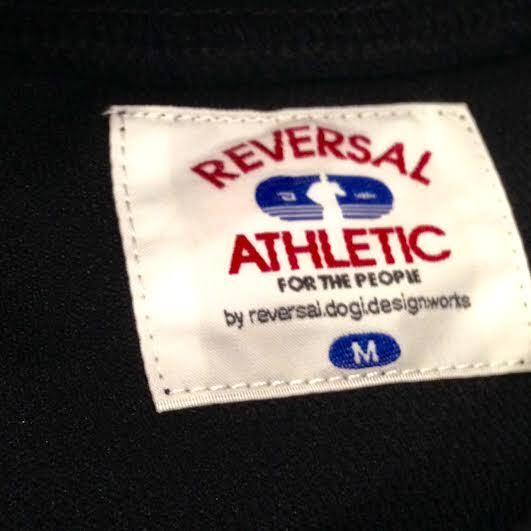 REVERSAL
ATHLETIC
FOR THE PEOPLE
by reversal.dogi.designworks
M